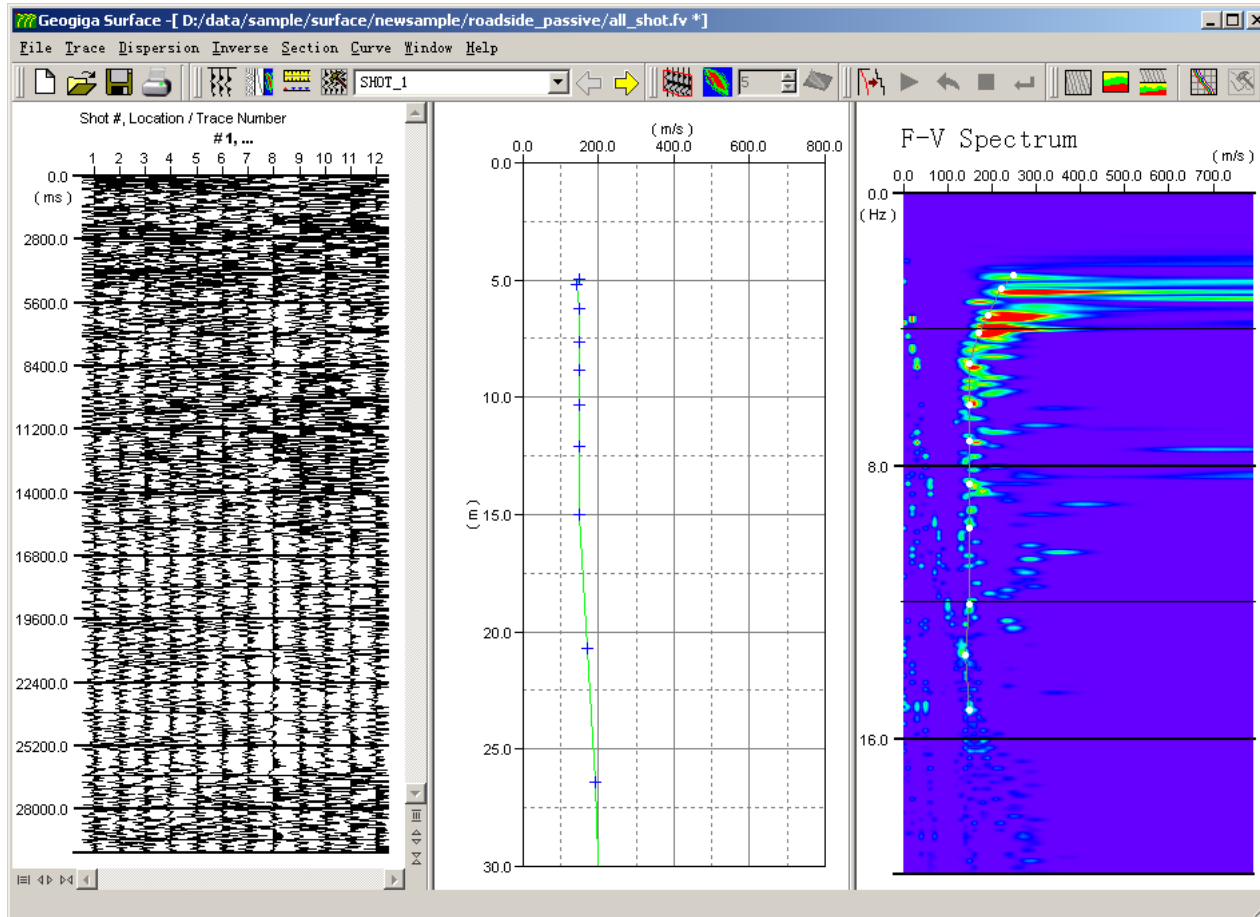 Geogiga Surface -[ D:/data/sample/surface/newsample/roadside_passive/all_shot.fv *]
File Trace Dispersion Inverse Section Curve Window Help
SHOT_1
5
Shot #, Location / Trace Number
#1, ...
1 2 3 4 5 6 7 8 9 10 11 12
0.0
( ms )
2800.0
5600.0
8400.0
11200.0
14000.0
16800.0
19600.0
22400.0
25200.0
28000.0
( m/s )
0.0 200.0 400.0 600.0 800.0
0.0
5.0
10.0
15.0
( m )
20.0
25.0
30.0
F-V Spectrum
(m/s)
0.0 100.0 200.0 300.0 400.0 500.0 600.0 700.0
0.0
( Hz )
8.0
16.0